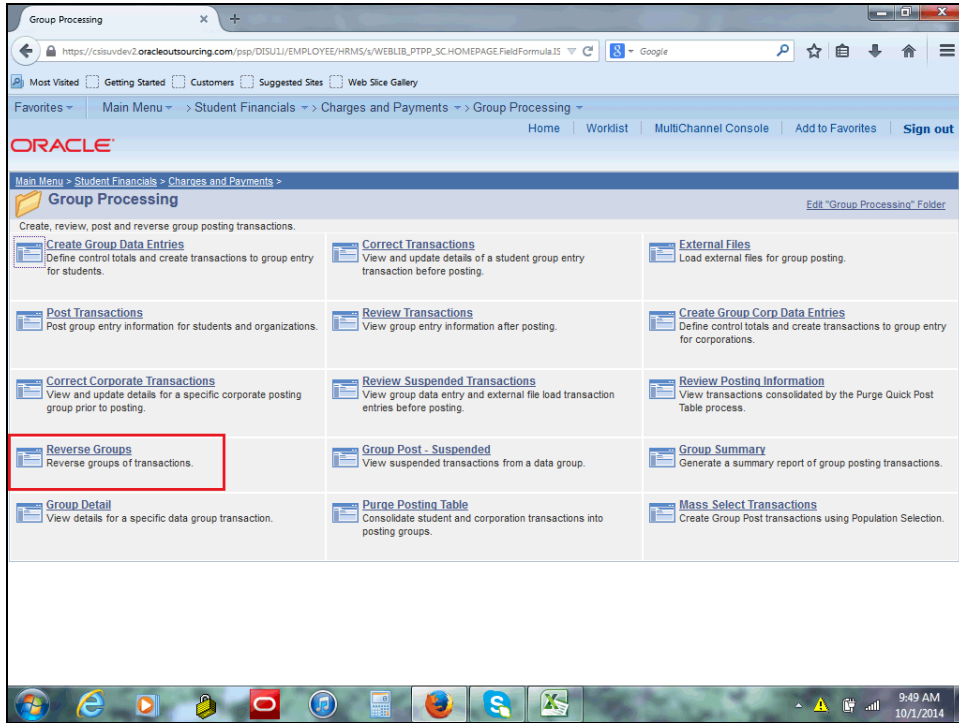 Group Processing
https://csisuvdev2.oracleoutsourcing.com/psp/DISU1J/EMPLOYEE/HRMS/s/WEBLIB_PTPP_SC.HOMEPAGE.FieldFormula.IS
Google
Most Visited Getting Started Customers Suggested Sites Web Slice Gallery
Favorites Main Menu > Student Financials > Charges and Payments > Group Processing
Home Worklist MultiChannel Console Add to Favorites Sign out
ORACLE
Main Menu > Student Financials > Charges and Payments >
Group Processing
Edit "Group Processing" Folder
Create, review, post and reverse group posting transactions.
Create Group Data Entries
Define control totals and create transactions to group entry
for students.
Correct Transactions
View and update details of a student group entry
transaction before posting.
External Files
Load external files for group posting.
Post Transactions
Post group entry information for students and organizations.
Review Transactions
View group entry information after posting.
Create Group Corp Data Entries
Define control totals and create transactions to group entry
for corporations.
Correct Corporate Transactions
View and update details for a specific corporate posting
group prior to posting.
Review Suspended Transactions
View group data entry and external file load transaction
entries before posting.
Review Posting Information
View transactions consolidated by the Purge Quick Post
Table process.
Reverse Groups
Reverse groups of transactions.
Group Post - Suspended
View suspended transactions from a data group.
Group Summary
Generate a summary report of group posting transactions.
Group Detail
View details for a specific data group transaction.
Purge Posting Table
Consolidate student and corporation transactions into
posting groups.
Mass Select Transactions
Create Group Post transactions using Population Selection.
9:49 AM
10/1/2014